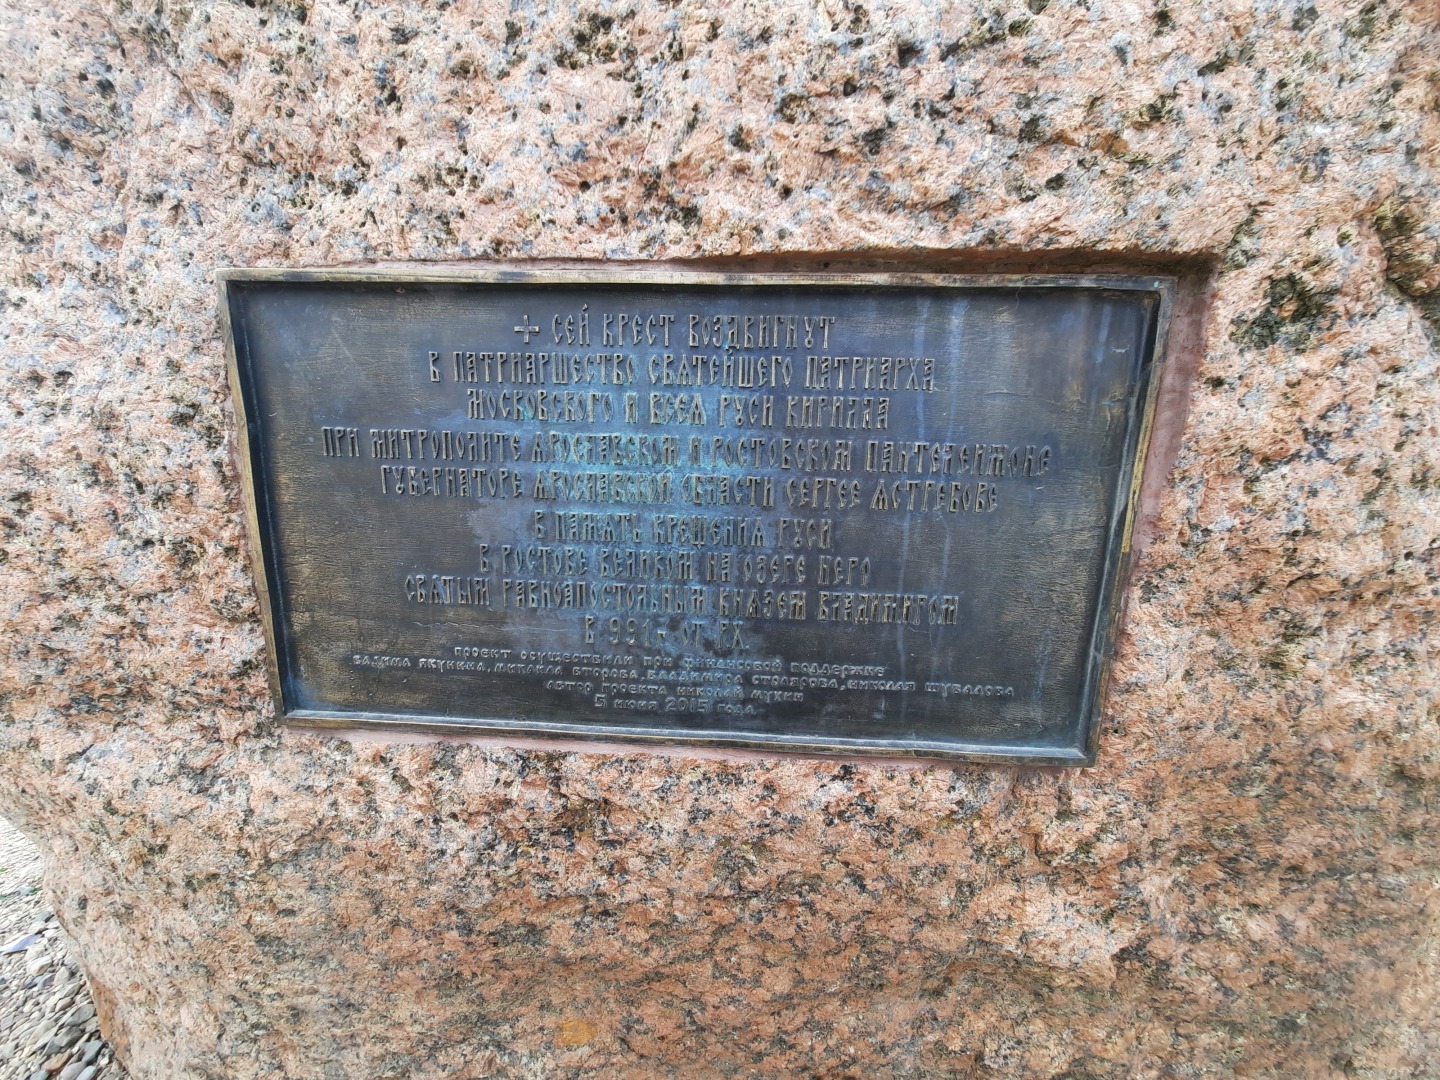 + СЕЙ КРЕСТ ВОЗДВИГНУТ
В ПАТРИАРШЕСТВО СВЯТЕЙШЕГО ПАТРИАРХА
МОСКОВСКОГО И ВСЕЯ РУСИ КИРИЛЛА
ПРИ МИТРОПОЛИТЕ ЯРОСЛАВСКОМ И РОСТОВСКОМ ПАНТЕЛЕИМОНЕ
ГУБЕРНАТОРЕ ЯРОСЛАВСКОЙ ОБЛАСТИ СЕРГЕЕ ЯСТРЕБОВЕ
В ПАМЯТЬ КРЕЩЕНИЯ РУСИ
В РОСТОВЕ ВЕЛИКОМ НА ОЗЕРЕ НЕРО
СВЯТЫМ РАВНОАПОСТОЛЬНЫМ КНЯЗЕМ ВЛАДИМИРОМ
В 991 г. ОТ РХ.
ПРОЕКТ ОСУЩЕСТВИЛИ ПРИ ФИНАНСОВОЙ ПОДДЕРЖКЕ
ВАДИМА ЯКУНИНА, МИХАИЛА ВТОРОВА, ВЛАДИМИРА СТОЛЯРОВА, НИКОЛАЯ ШУВАЛОВА
АВТОР ПРОЕКТА НИКОЛАЙ МУХИН
5 ИЮНЯ 2015 ГОДА.